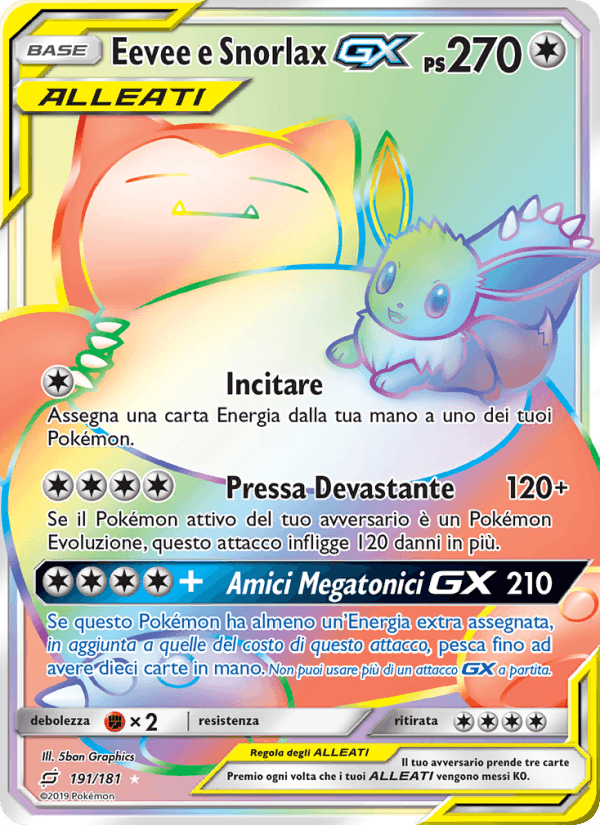 BASE Eevee e Snorlax GX PS270
ALLEATI
Incitare
Assegna una carta Energia dalla tua mano a uno dei tuoi
Pokémon.
Pressa Devastante 120+
Se il Pokémon attivo del tuo avversario è un Pokémon
Evoluzione, questo attacco infligge 120 danni in più.
+ Amici Megatonici GX 210
Se questo Pokémon ha almeno un'Energia extra assegnata,
in aggiunta a quelle del costo di questo attacco, pesca fino ad
avere dieci carte in mano. Non puoi usare più di un attacco GX a partita.
debolezza ×2 resistenza ritirata
Ill. 5ban Graphics
191/181
©2019 Pokémon
Regola degli ALLEATI
Il tuo avversario prende tre carte
Premio ogni volta che i tuoi ALLEATI vengono messi KO.